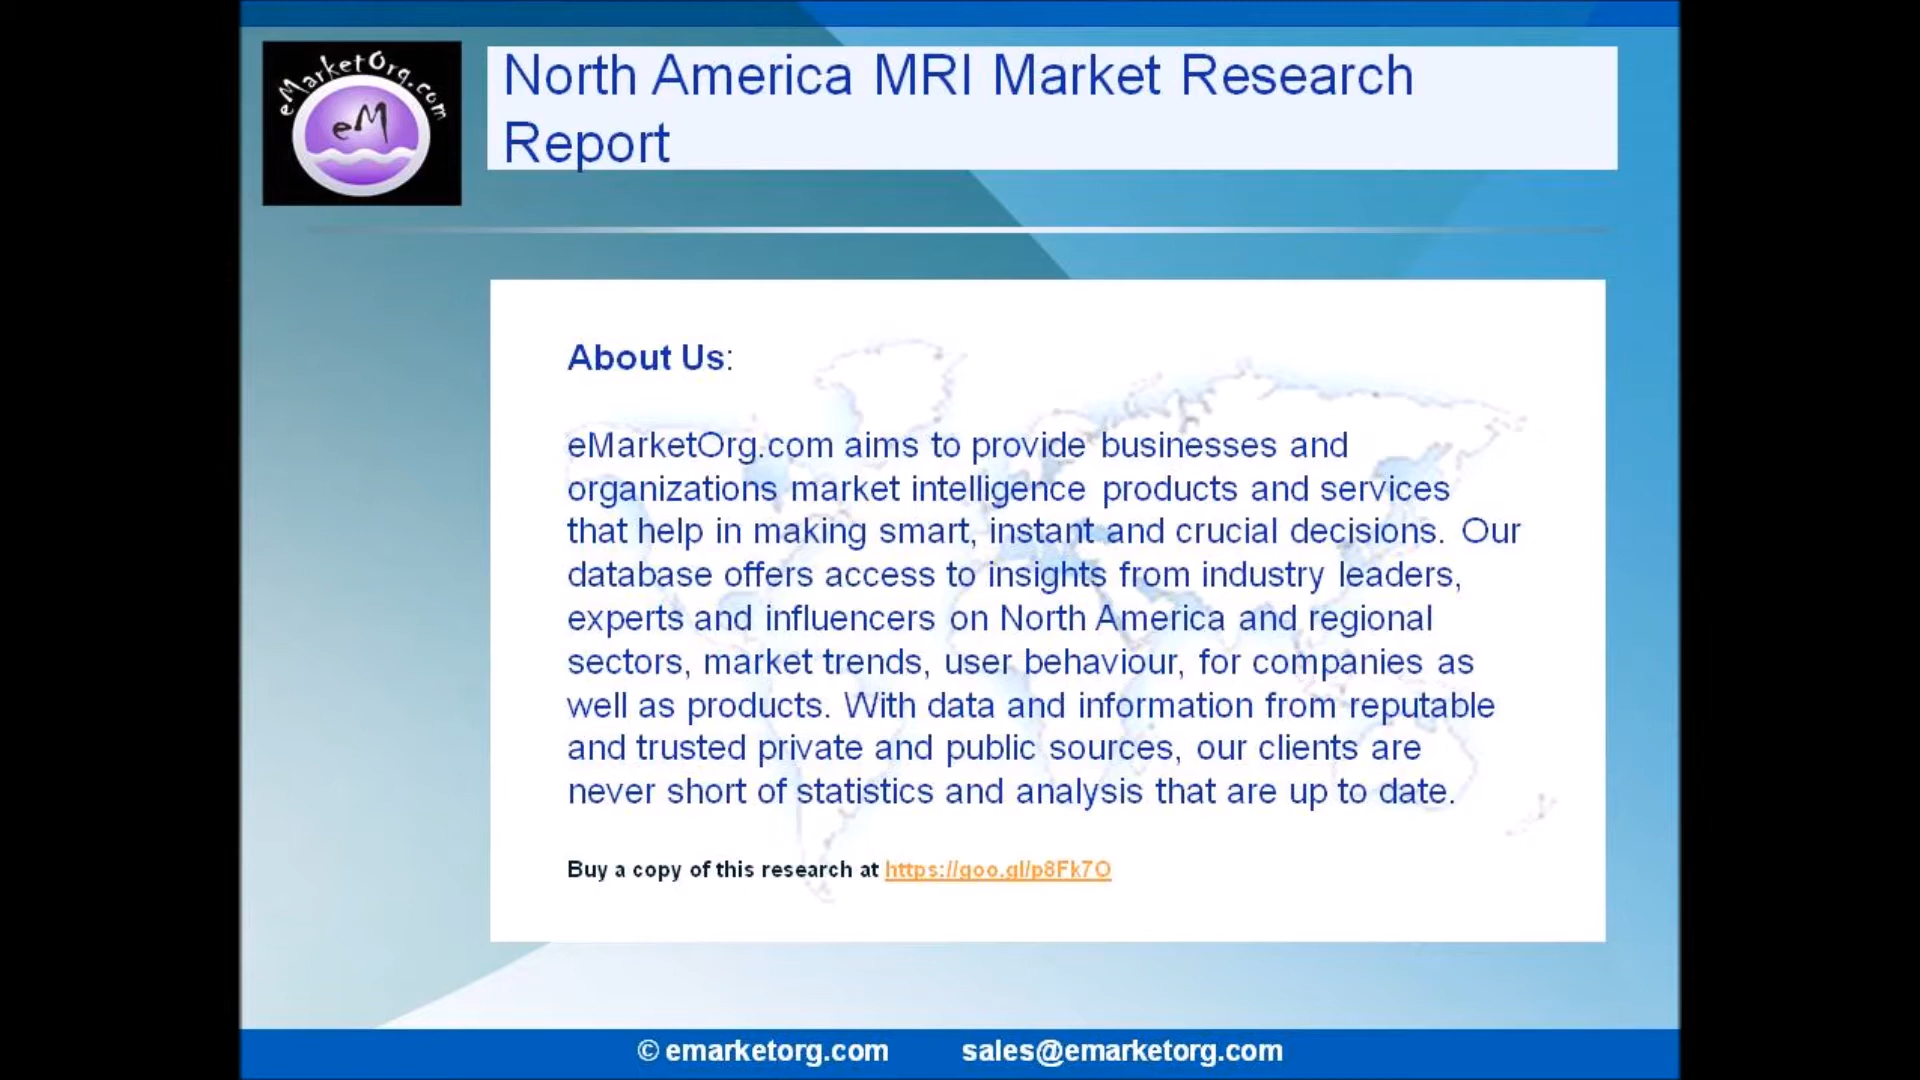 eMarketOrg.com
eM
North America MRI Market Research
Report
About Us:
eMarketOrg.com aims to provide businesses and
organizations market intelligence products and services
that help in making smart, instant and crucial decisions. Our
database offers access to insights from industry leaders,
experts and influencers on North America and regional
sectors, market trends, user behaviour, for companies as
well as products. With data and information from reputable
and trusted private and public sources, our clients are
never short of statistics and analysis that are up to date.
Buy a copy of this research at https://goo.gl/p8Fk7O
© emarketorg.com sales@emarketorg.com